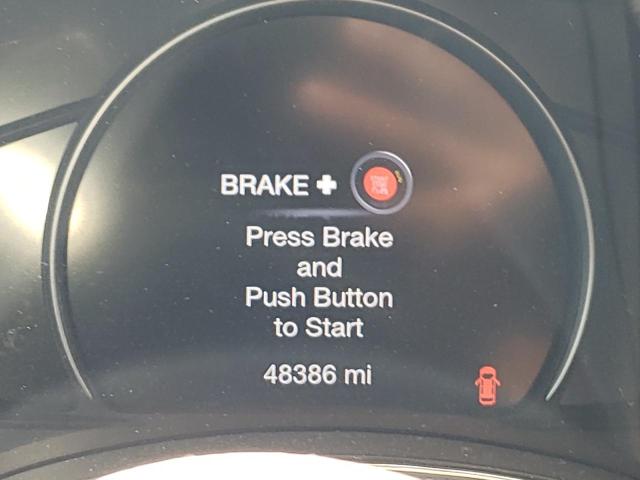 BRAKE +
Press Brake
and
Push Button
to Start
48386 mi